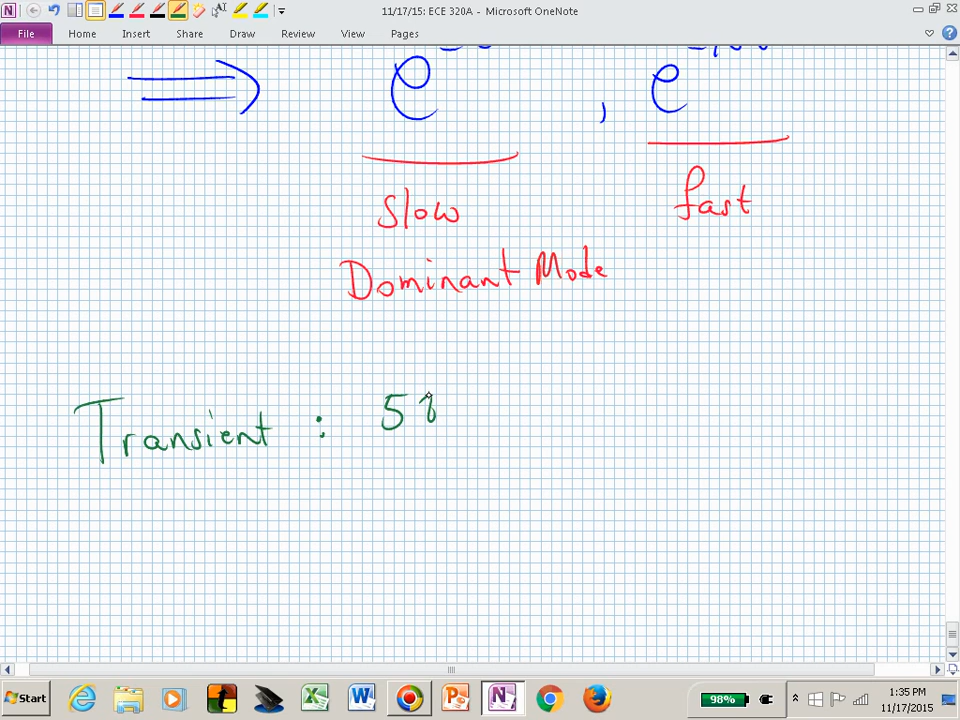 11/17/15: ECE 320A - Microsoft OneNote
File Home Insert Share Draw Review View Pages
e , e
slow fast
Dominant Mode
Transient : 5
98% 1:35 PM
11/17/2015
Start